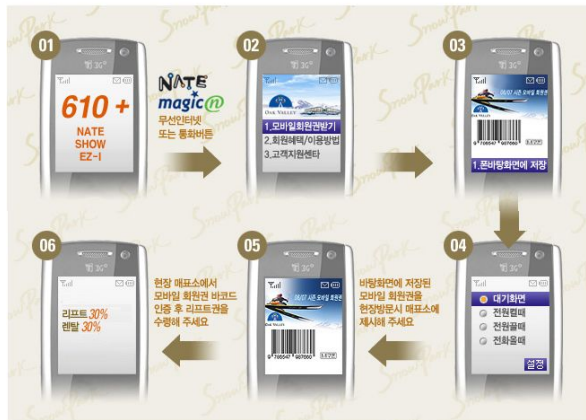 01
610 +
NATE
SHOW
EZ-I
NATE
magic n
무선인터넷
또는 통화버튼
02
OAK VALLEY
1.모바일회원권받기
2.회원혜택/이용방법
3.고객지원센타
03
06/07 시즌 모바일 회원권
1.폰바탕화면에 저장
04
대기화면
전원켤때
전원끌때
전화올때
설정
바탕화면에 저장된
모바일 회원권을
현장방문시 매표소에
제시해 주세요
05
06/07 시즌 모바일 회원권
현장 매표소에서
모바일 회원권 바코드
인증 후 리프트권을
수령해 주세요
06
리프트 30%
렌탈 30%
SnowPark